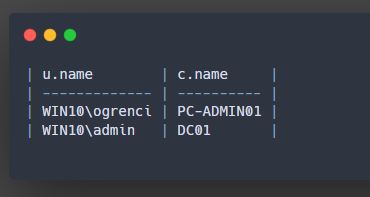 | u.name        | c.name     |
| ------------- | ---------- |
| WIN10\ogrenci | PC-ADMIN01 |
| WIN10\admin   | DC01       |